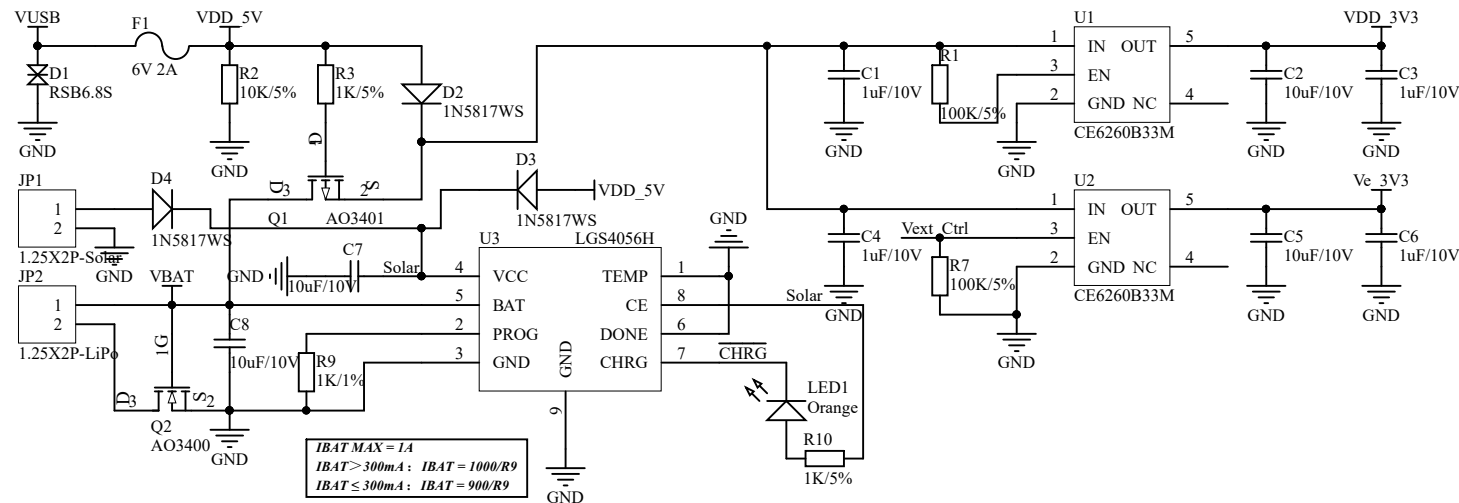 VUSB
F1
6V 2A
VDD_5V
D1
RSB6.8S
GND
R2
10K/5%
GND
R3
1K/5%
D2
1N5817WS
G
D
3
S
2
Q1
AO3401
D3
1N5817WS
VDD_5V
JP1
1
2
1.25X2P-Solar
GND
D4
1N5817WS
JP2
1
2
1.25X2P-LiPo
VBAT
1G
D
3
S
2
Q2
AO3400
GND
C8
10uF/10V
GND
C7
10uF/10V
Solar
R9
1K/1%
U3
LGS4056H
4
VCC
5
BAT
2
PROG
3
GND
GND
9
GND
TEMP
1
CE
8
DONE
6
CHRG
7
GND
Solar
CHRG
LED1
Orange
R10
1K/5%
IBAT MAX = 1A
IBAT＞300mA： IBAT = 1000/R9
IBAT ≤ 300mA： IBAT = 900/R9
C1
1uF/10V
GND
R1
100K/5%
GND
U1
1
IN
OUT
5
3
EN
2
GND
NC
4
CE6260B33M
VDD_3V3
C2
10uF/10V
GND
C3
1uF/10V
GND
C4
1uF/10V
GND
Vext_Ctrl
R7
100K/5%
GND
U2
1
IN
OUT
5
3
EN
2
GND
NC
4
CE6260B33M
Ve_3V3
C5
10uF/10V
GND
C6
1uF/10V
GND